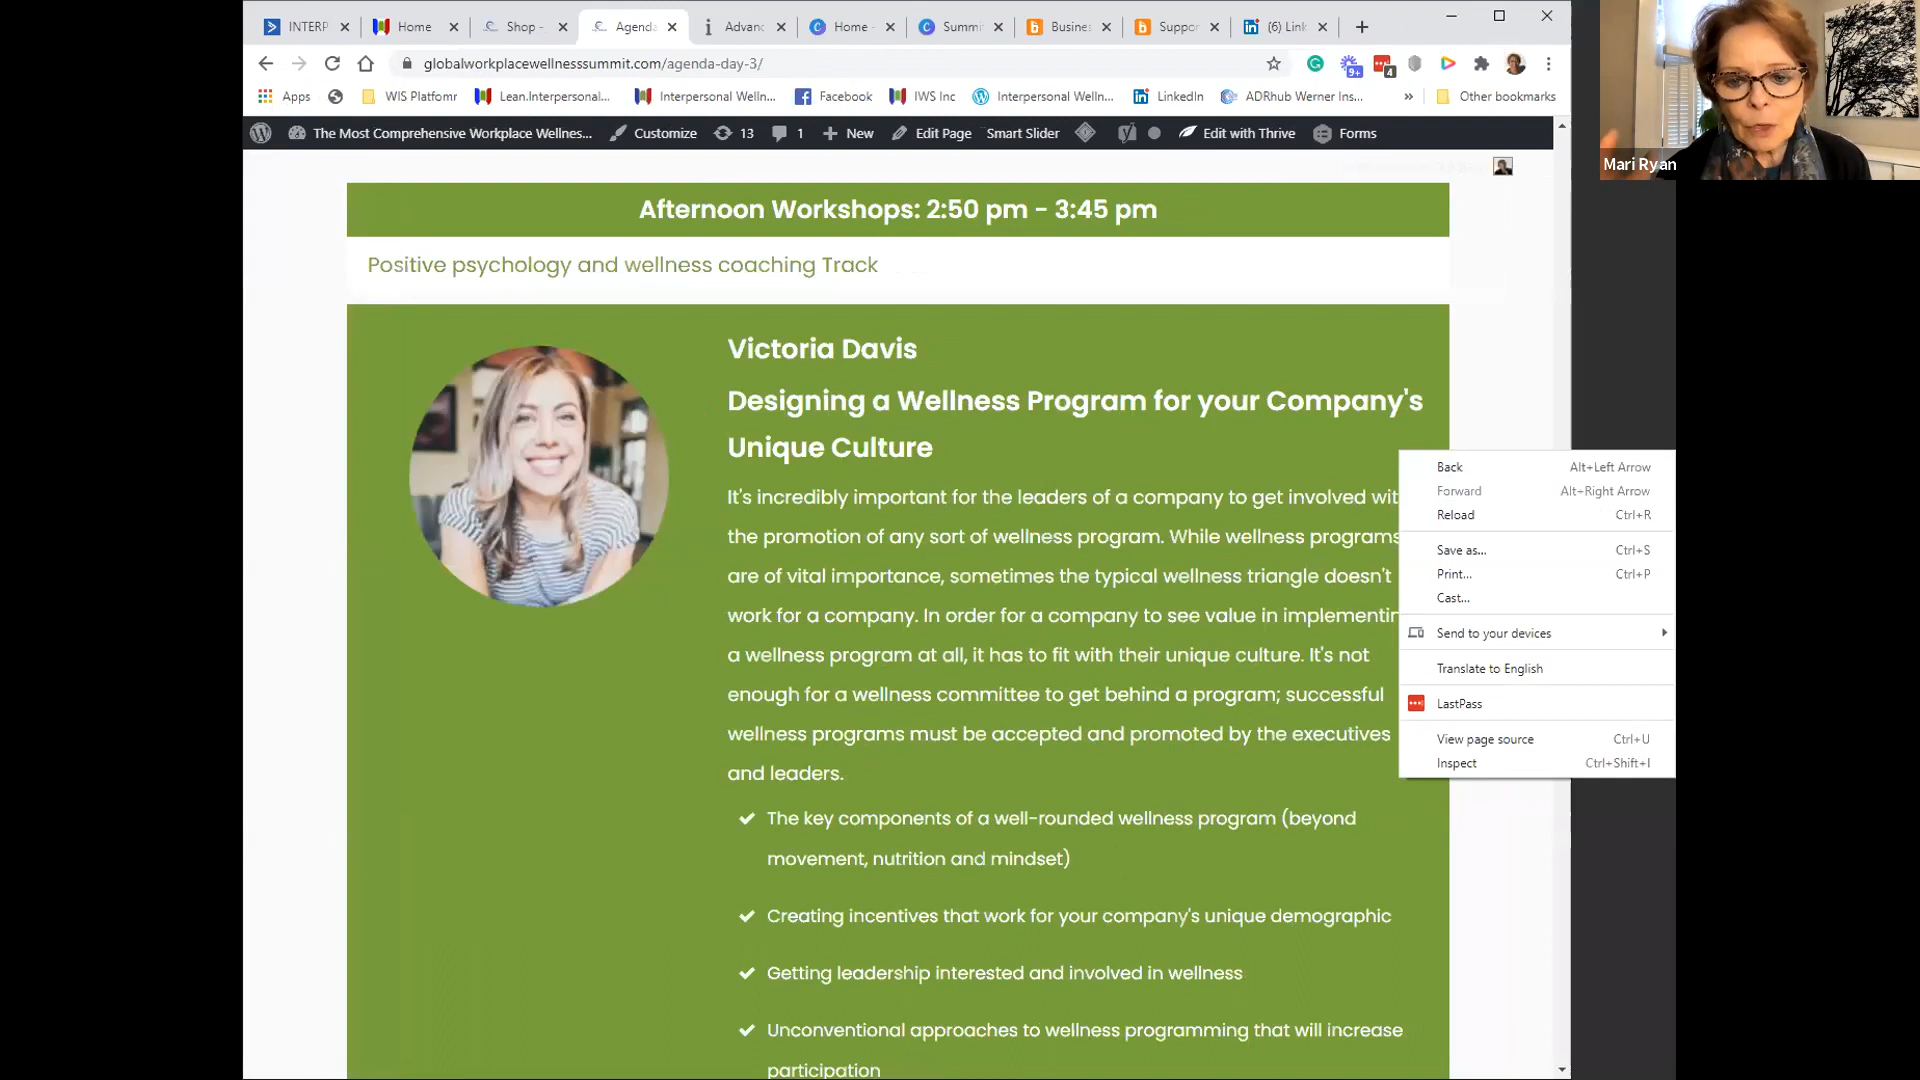 INTERP
Home
Shop -
Agenda
Advanc
Home -
Summi
Busine
Suppor
(6) Link
globalworkplacewellnesssummit.com/agenda-day-3/
9+
4
Apps
WIS Platfomr
Lean.Interpersonal...
Interpersonal Welln...
Facebook
IWS Inc
Interpersonal Welln...
LinkedIn
ADRhub Werner Ins...
»
Other bookmarks
The Most Comprehensive Workplace Wellnes...
Customize
13
1
New
Edit Page
Smart Slider
Edit with Thrive
Forms
Mari Ryan
Afternoon Workshops: 2:50 pm - 3:45 pm
Positive psychology and wellness coaching Track
Victoria Davis
Designing a Wellness Program for your Company's
Unique Culture
It's incredibly important for the leaders of a company to get involved wit
the promotion of any sort of wellness program. While wellness programs
are of vital importance, sometimes the typical wellness triangle doesn't
work for a company. In order for a company to see value in implementin
a wellness program at all, it has to fit with their unique culture. It's not
enough for a wellness committee to get behind a program; successful
wellness programs must be accepted and promoted by the executives
and leaders.
The key components of a well-rounded wellness program (beyond
movement, nutrition and mindset)
Creating incentives that work for your company's unique demographic
Getting leadership interested and involved in wellness
Unconventional approaches to wellness programming that will increase
participation
Back Alt+Left Arrow
Forward Alt+Right Arrow
Reload Ctrl+R
Save as... Ctrl+S
Print... Ctrl+P
Cast...
Send to your devices
Translate to English
LastPass
View page source Ctrl+U
Inspect Ctrl+Shift+I